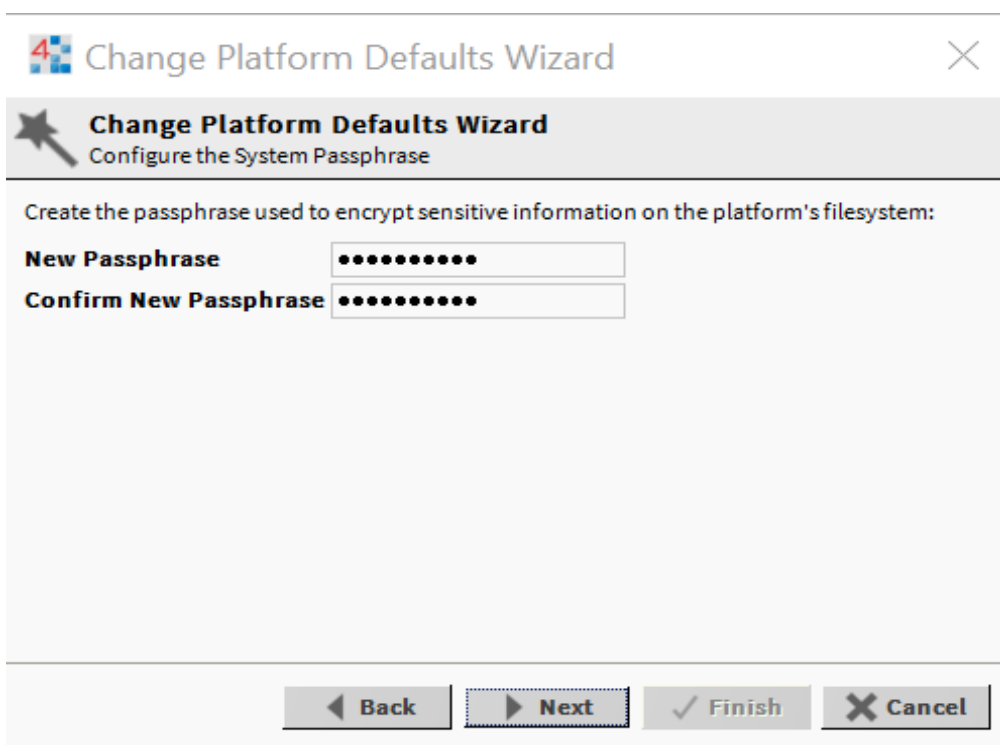 4
Change Platform Defaults Wizard
Change Platform Defaults Wizard
Configure the System Passphrase
Create the passphrase used to encrypt sensitive information on the platform's filesystem:
New Passphrase ••••••••••
Confirm New Passphrase ••••••••••
Back Next Finish Cancel